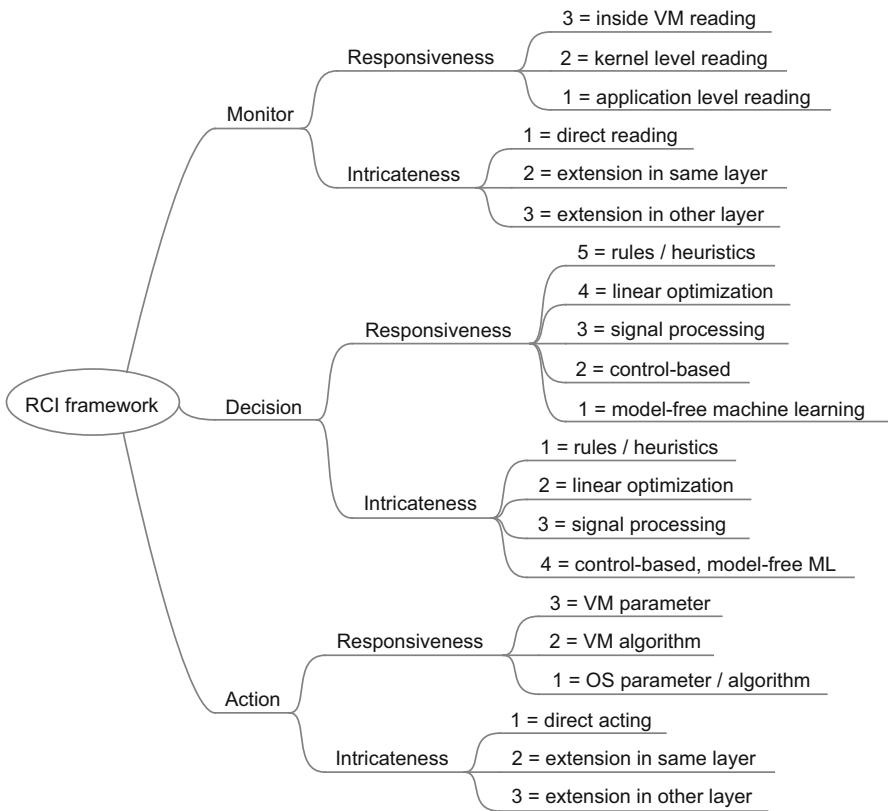 RCI framework
Monitor
Responsiveness
3 = inside VM reading
2 = kernel level reading
1 = application level reading
Intricateness
1 = direct reading
2 = extension in same layer
3 = extension in other layer
Decision
Responsiveness
5 = rules / heuristics
4 = linear optimization
3 = signal processing
2 = control-based
1 = model-free machine learning
Intricateness
1 = rules / heuristics
2 = linear optimization
3 = signal processing
4 = control-based, model-free ML
Action
Responsiveness
3 = VM parameter
2 = VM algorithm
1 = OS parameter / algorithm
Intricateness
1 = direct acting
2 = extension in same layer
3 = extension in other layer